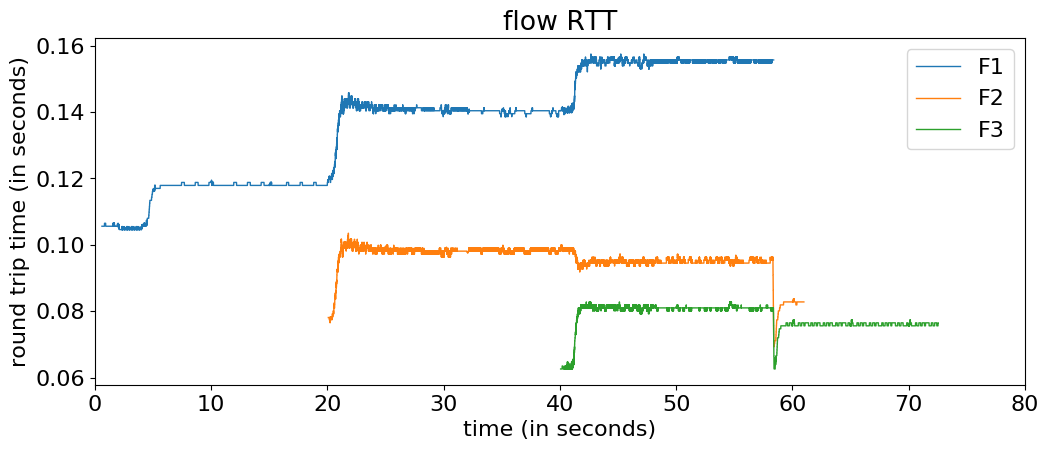 flow RTT
round trip time (in seconds)
0.16
0.14
0.12
0.10
0.08
0.06
F1
F2
F3
0 10 20 30 40 50 60 70 80
time (in seconds)